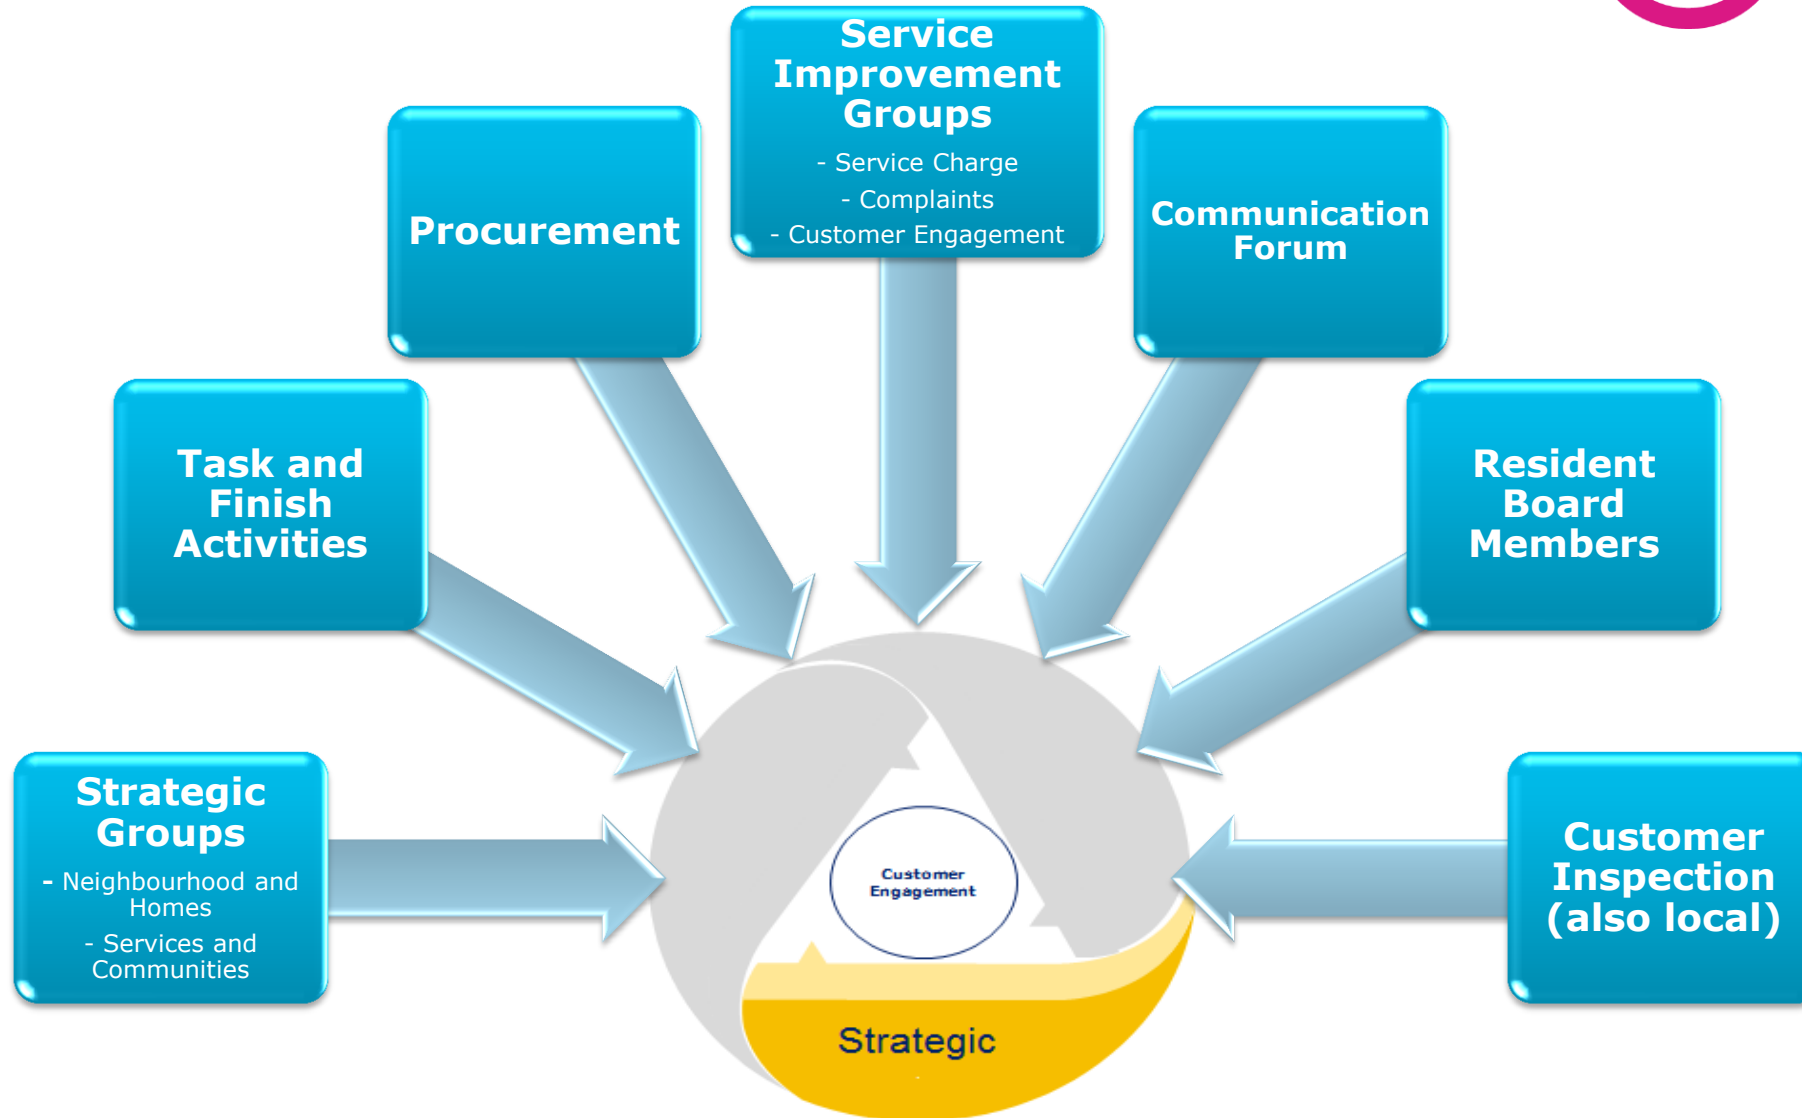 Service
Improvement
Groups
- Service Charge
- Complaints
- Customer Engagement
Procurement
Communication
Forum
Task and
Finish
Activities
Resident
Board
Members
Strategic
Groups
- Neighbourhood and
Homes
- Services and
Communities
Customer
Engagement
Customer
Inspection
(also local)
Strategic